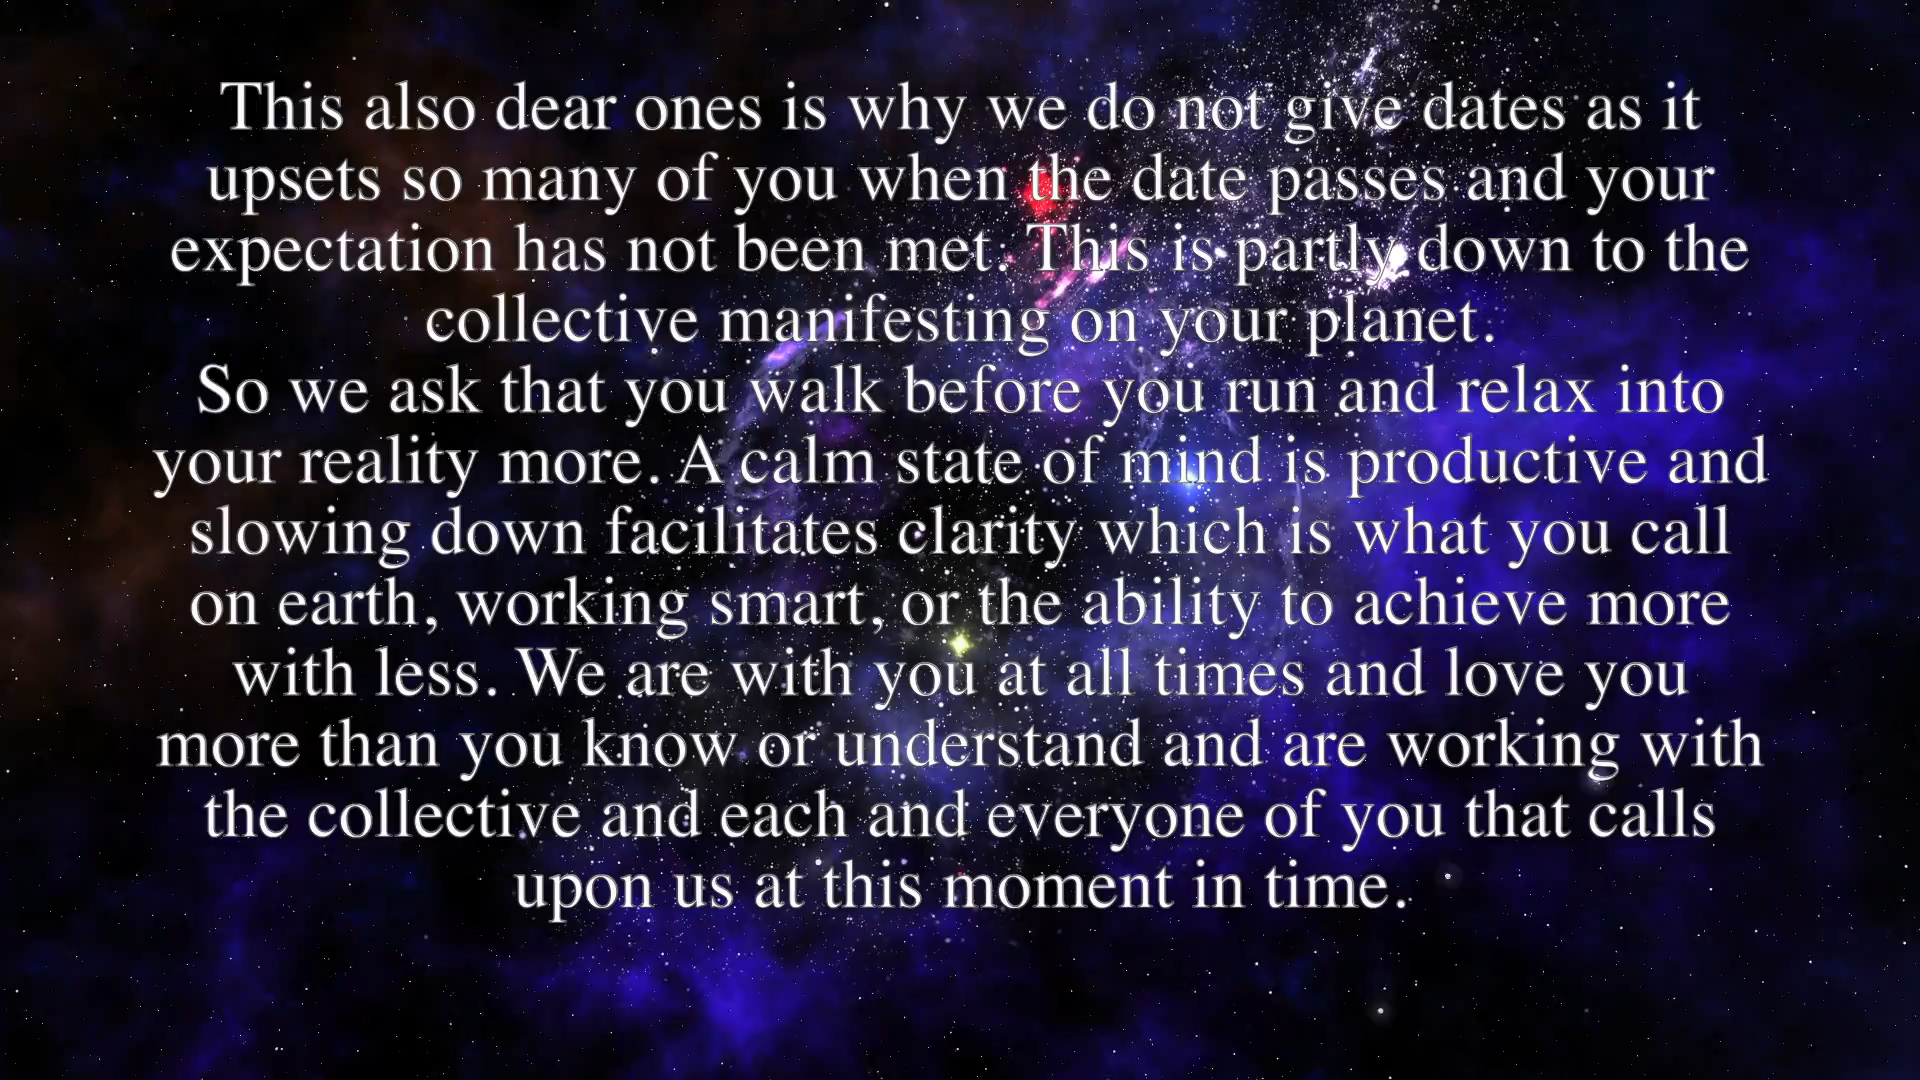 This also dear ones is why we do not give dates as it
upsets so many of you when the date passes and your
expectation has not been met. This is partly down to the
collective manifesting on your planet.
So we ask that you walk before you run and relax into
your reality more. A calm state of mind is productive and
slowing down facilitates clarity which is what you call
on earth, working smart, or the ability to achieve more
with less. We are with you at all times and love you
more than you know or understand and are working with
the collective and each and everyone of you that calls
upon us at this moment in time.